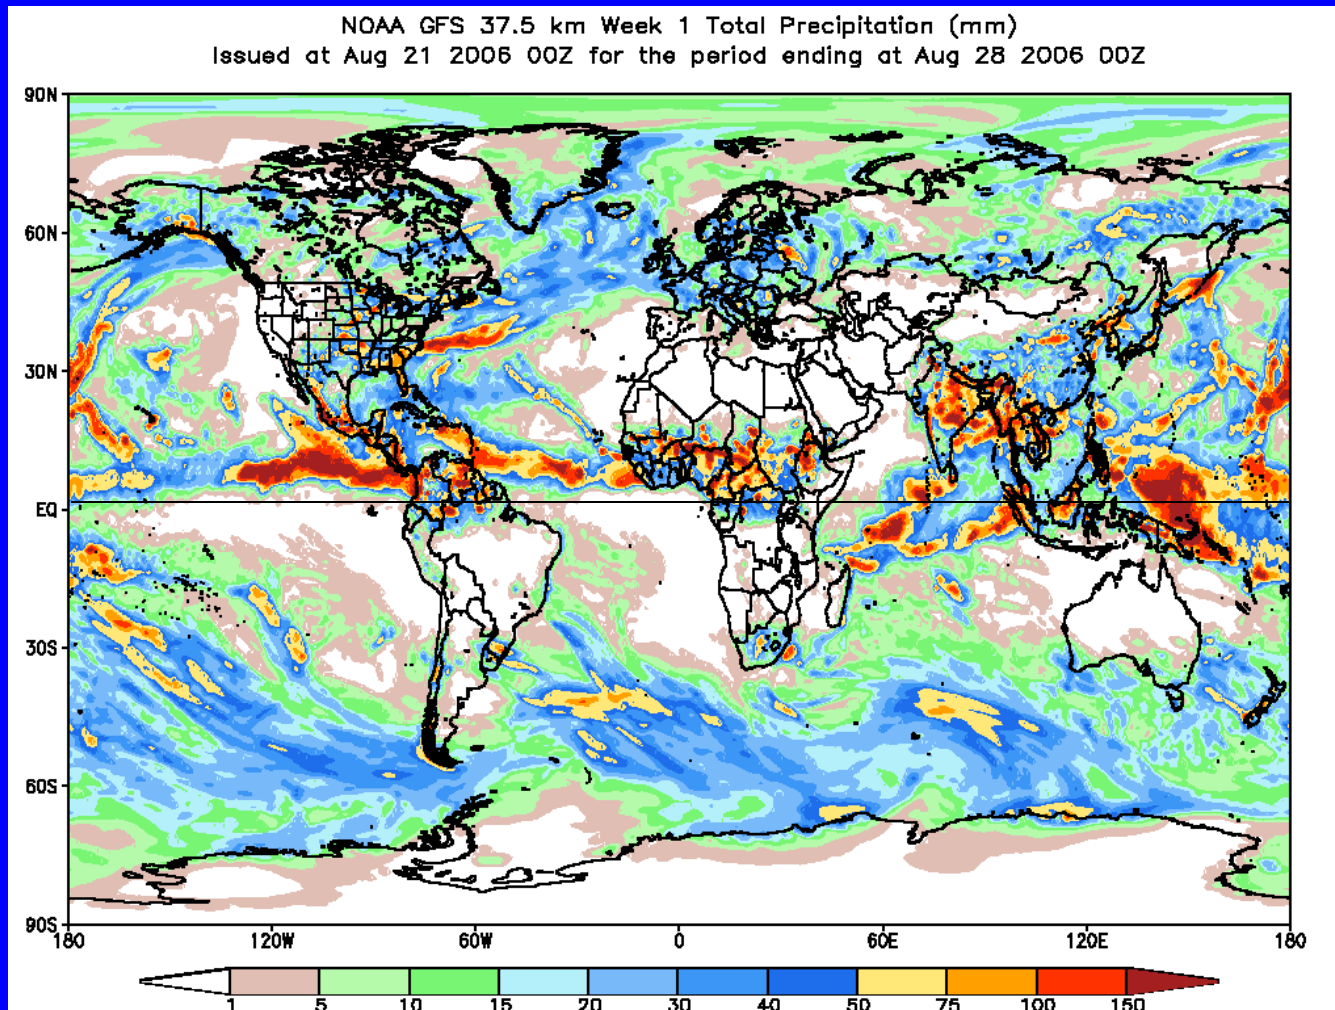 NOAA GFS 37.5 km Week 1 Total Precipitation (mm)
Issued at Aug 21 2006 00Z for the period ending at Aug 28 2006 00Z
90N
60N
30N
EQ
30S
60S
90S
180 120W 60W 0 60E 120E 180
1 5 10 15 20 30 40 50 75 100 150